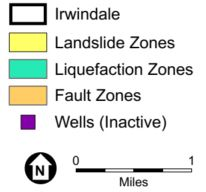 Irwindale
Landslide Zones
Liquefaction Zones
Fault Zones
Wells (Inactive)
N
0 1
Miles